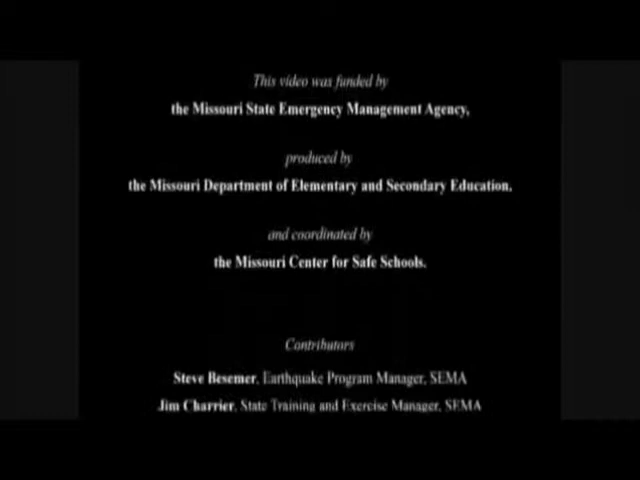 This video was funded by
the Missouri State Emergency Management Agency,
produced by
the Missouri Department of Elementary and Secondary Education,
and coordinated by
the Missouri Center for Safe Schools.
Contributors
Steve Besemer, Earthquake Program Manager, SEMA
Jim Charrier, State Training and Exercise Manager, SEMA